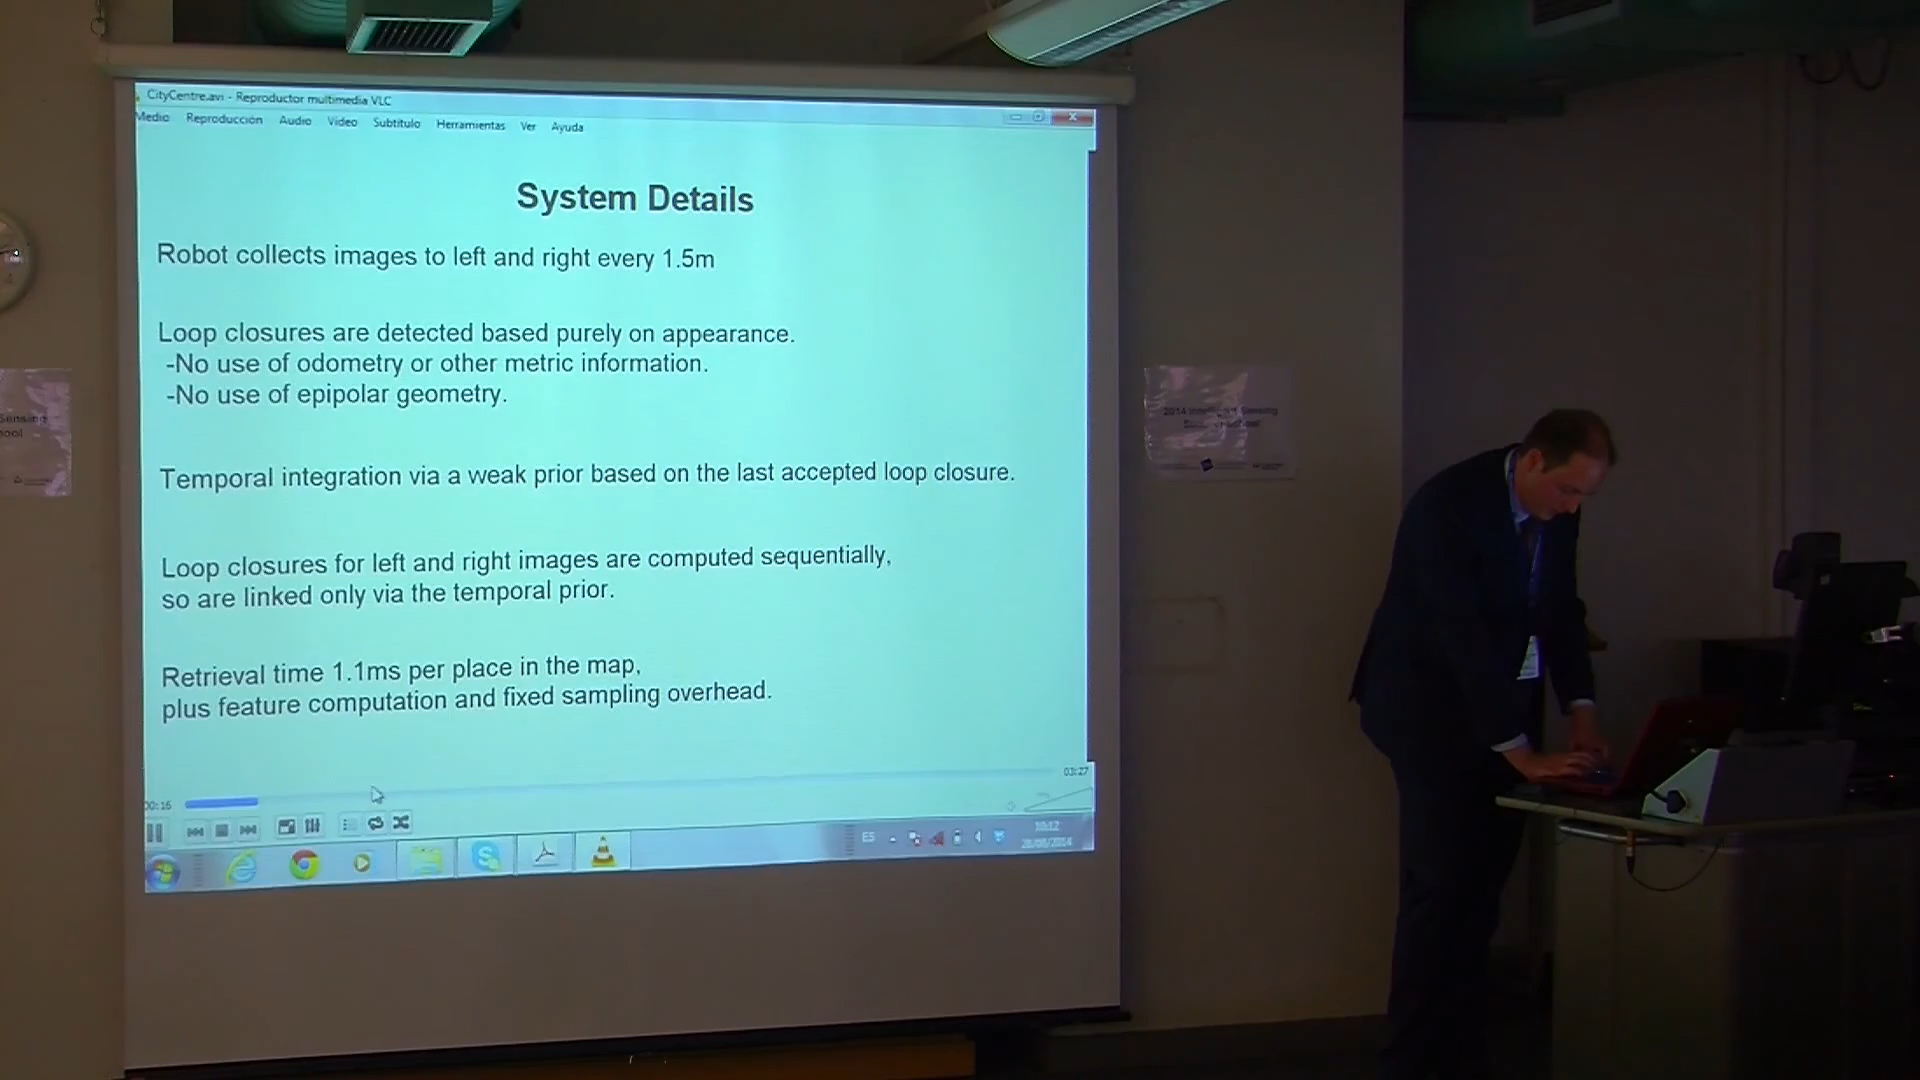 CityCentre.avi - Reproductor multimedia VLC
Medio Reproducción Audio Video Subtítulo Herramientas Ver Ayuda
System Details
Robot collects images to left and right every 1.5m
Loop closures are detected based purely on appearance.
-No use of odometry or other metric information.
-No use of epipolar geometry.
Temporal integration via a weak prior based on the last accepted loop closure.
Loop closures for left and right images are computed sequentially,
so are linked only via the temporal prior.
Retrieval time 1.1ms per place in the map,
plus feature computation and fixed sampling overhead.
03:27
00:16
ES
10:12
Sensing
2014 Intelligent Sensing